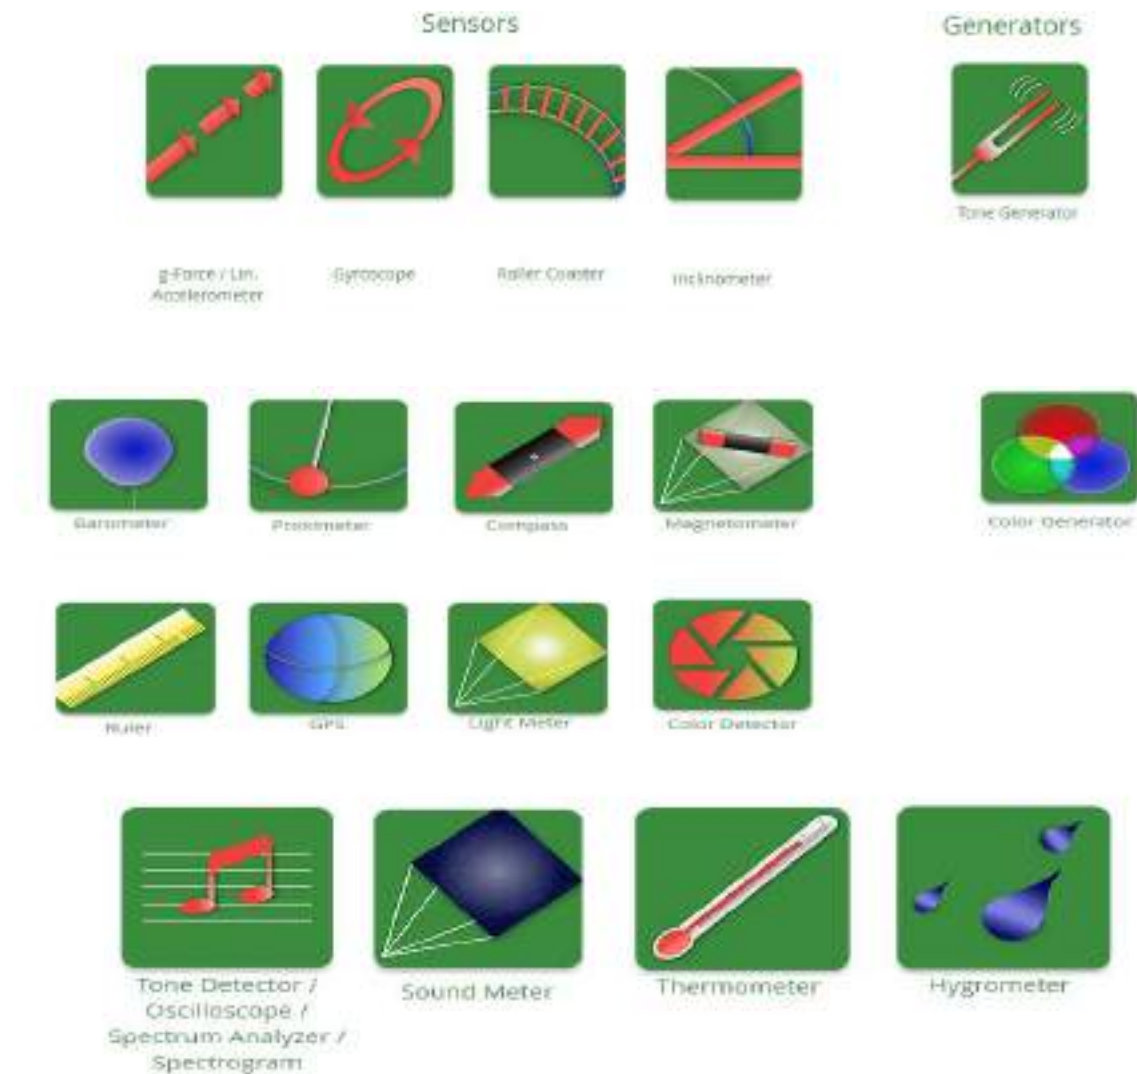 Sensors
Generators
Tone Generator
g-Force / Lin.
Accelerometer
Gyroscope
Roller Coaster
Inclinometer
Barometer
Proximeter
Compass
Magnetometer
Color Generator
Ruler
GPS
Light Meter
Color Detector
Tone Detector /
Oscilloscope /
Spectrum Analyzer /
Spectrogram
Sound Meter
Thermometer
Hygrometer